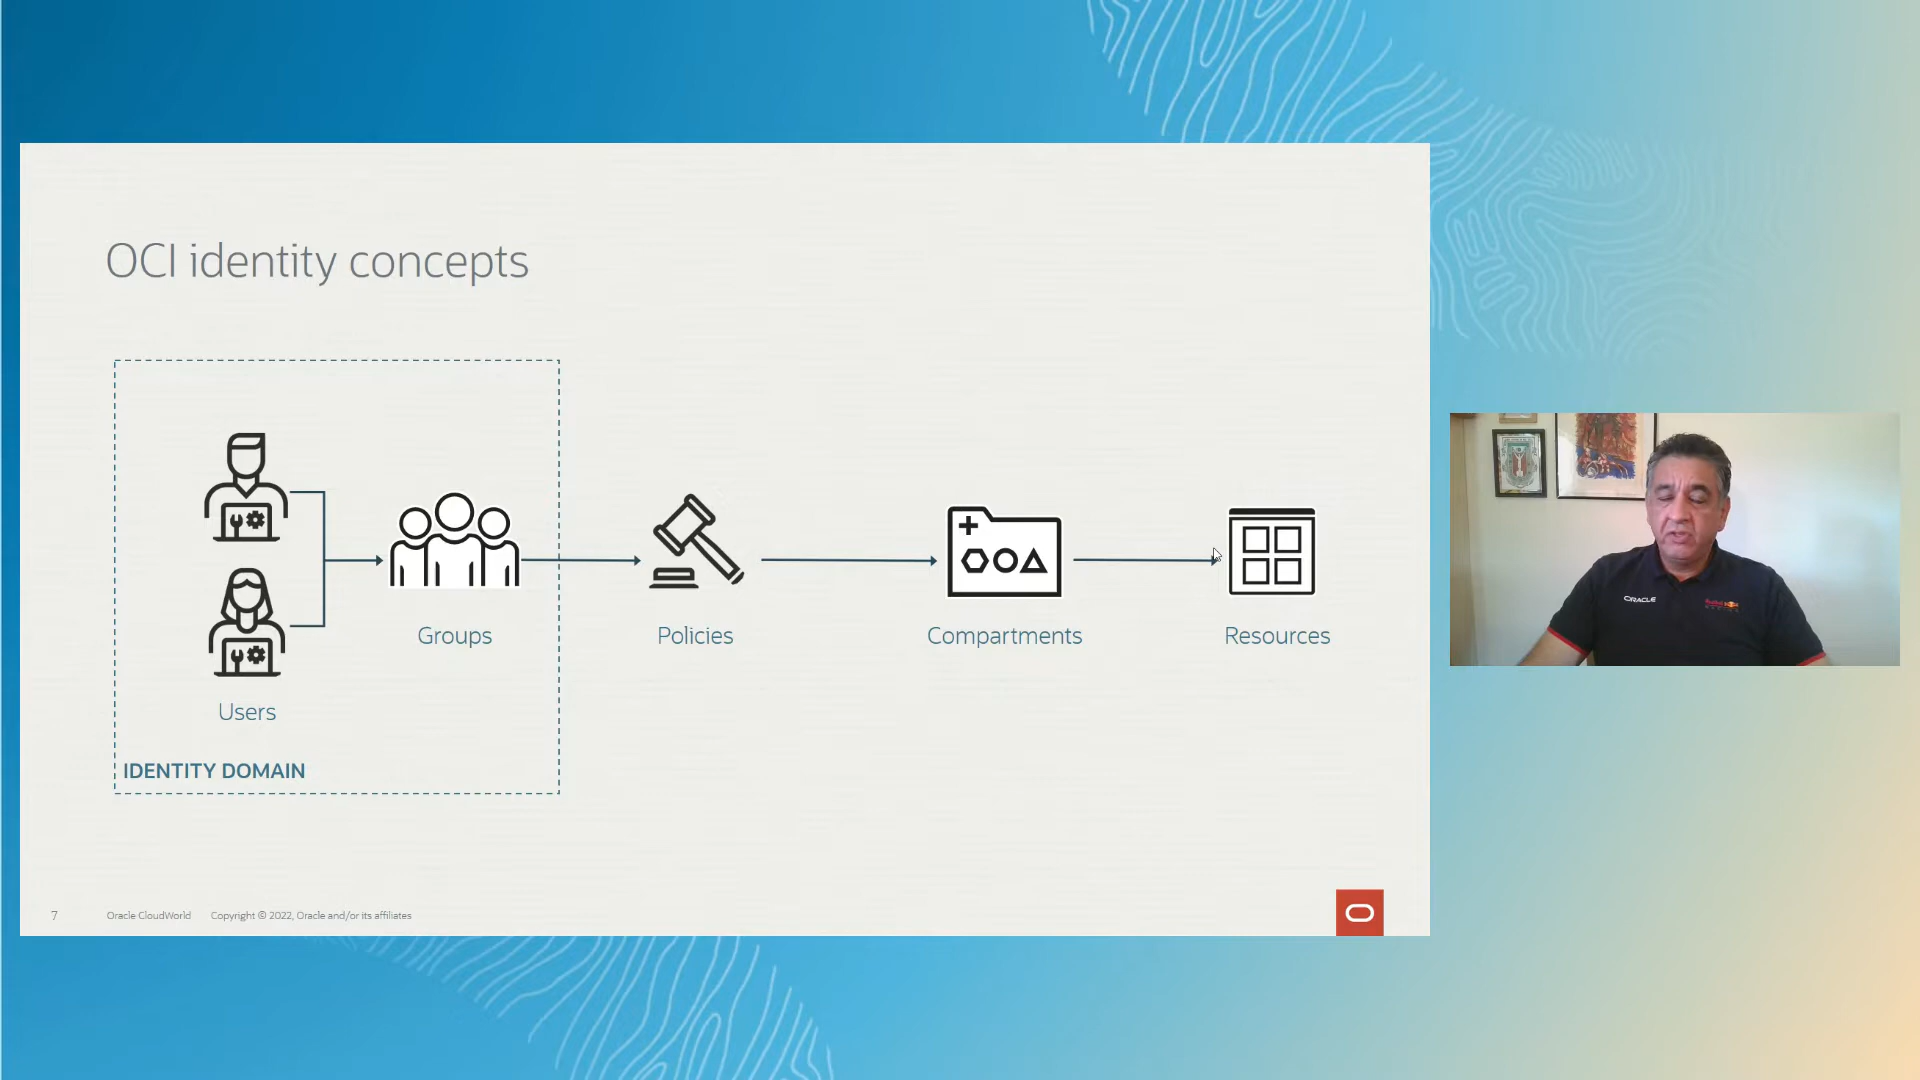 OCI identity concepts
Groups
Policies
Compartments
Resources
Users
IDENTITY DOMAIN
7
Oracle CloudWorld
Copyright © 2022, Oracle and/or its affiliates
ORACLE